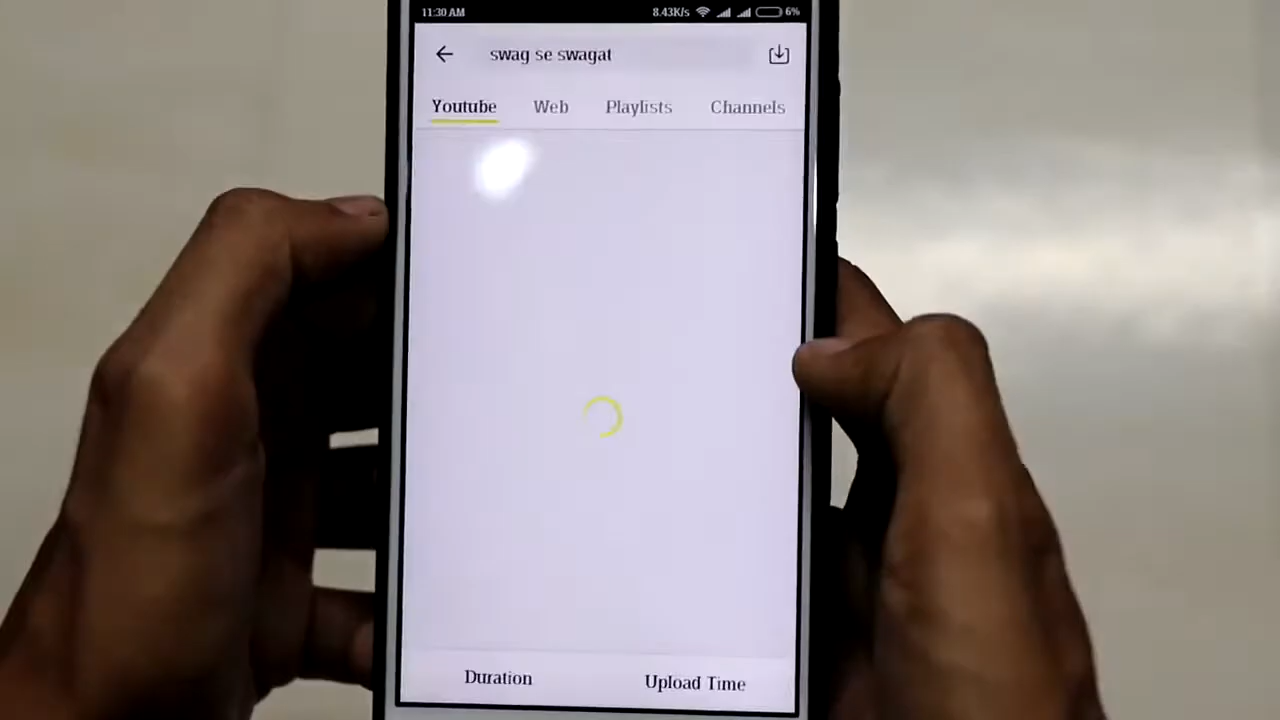 11:30 AM 8.43K/s 6%
swag se swagat
Youtube Web Playlists Channels
Duration Upload Time